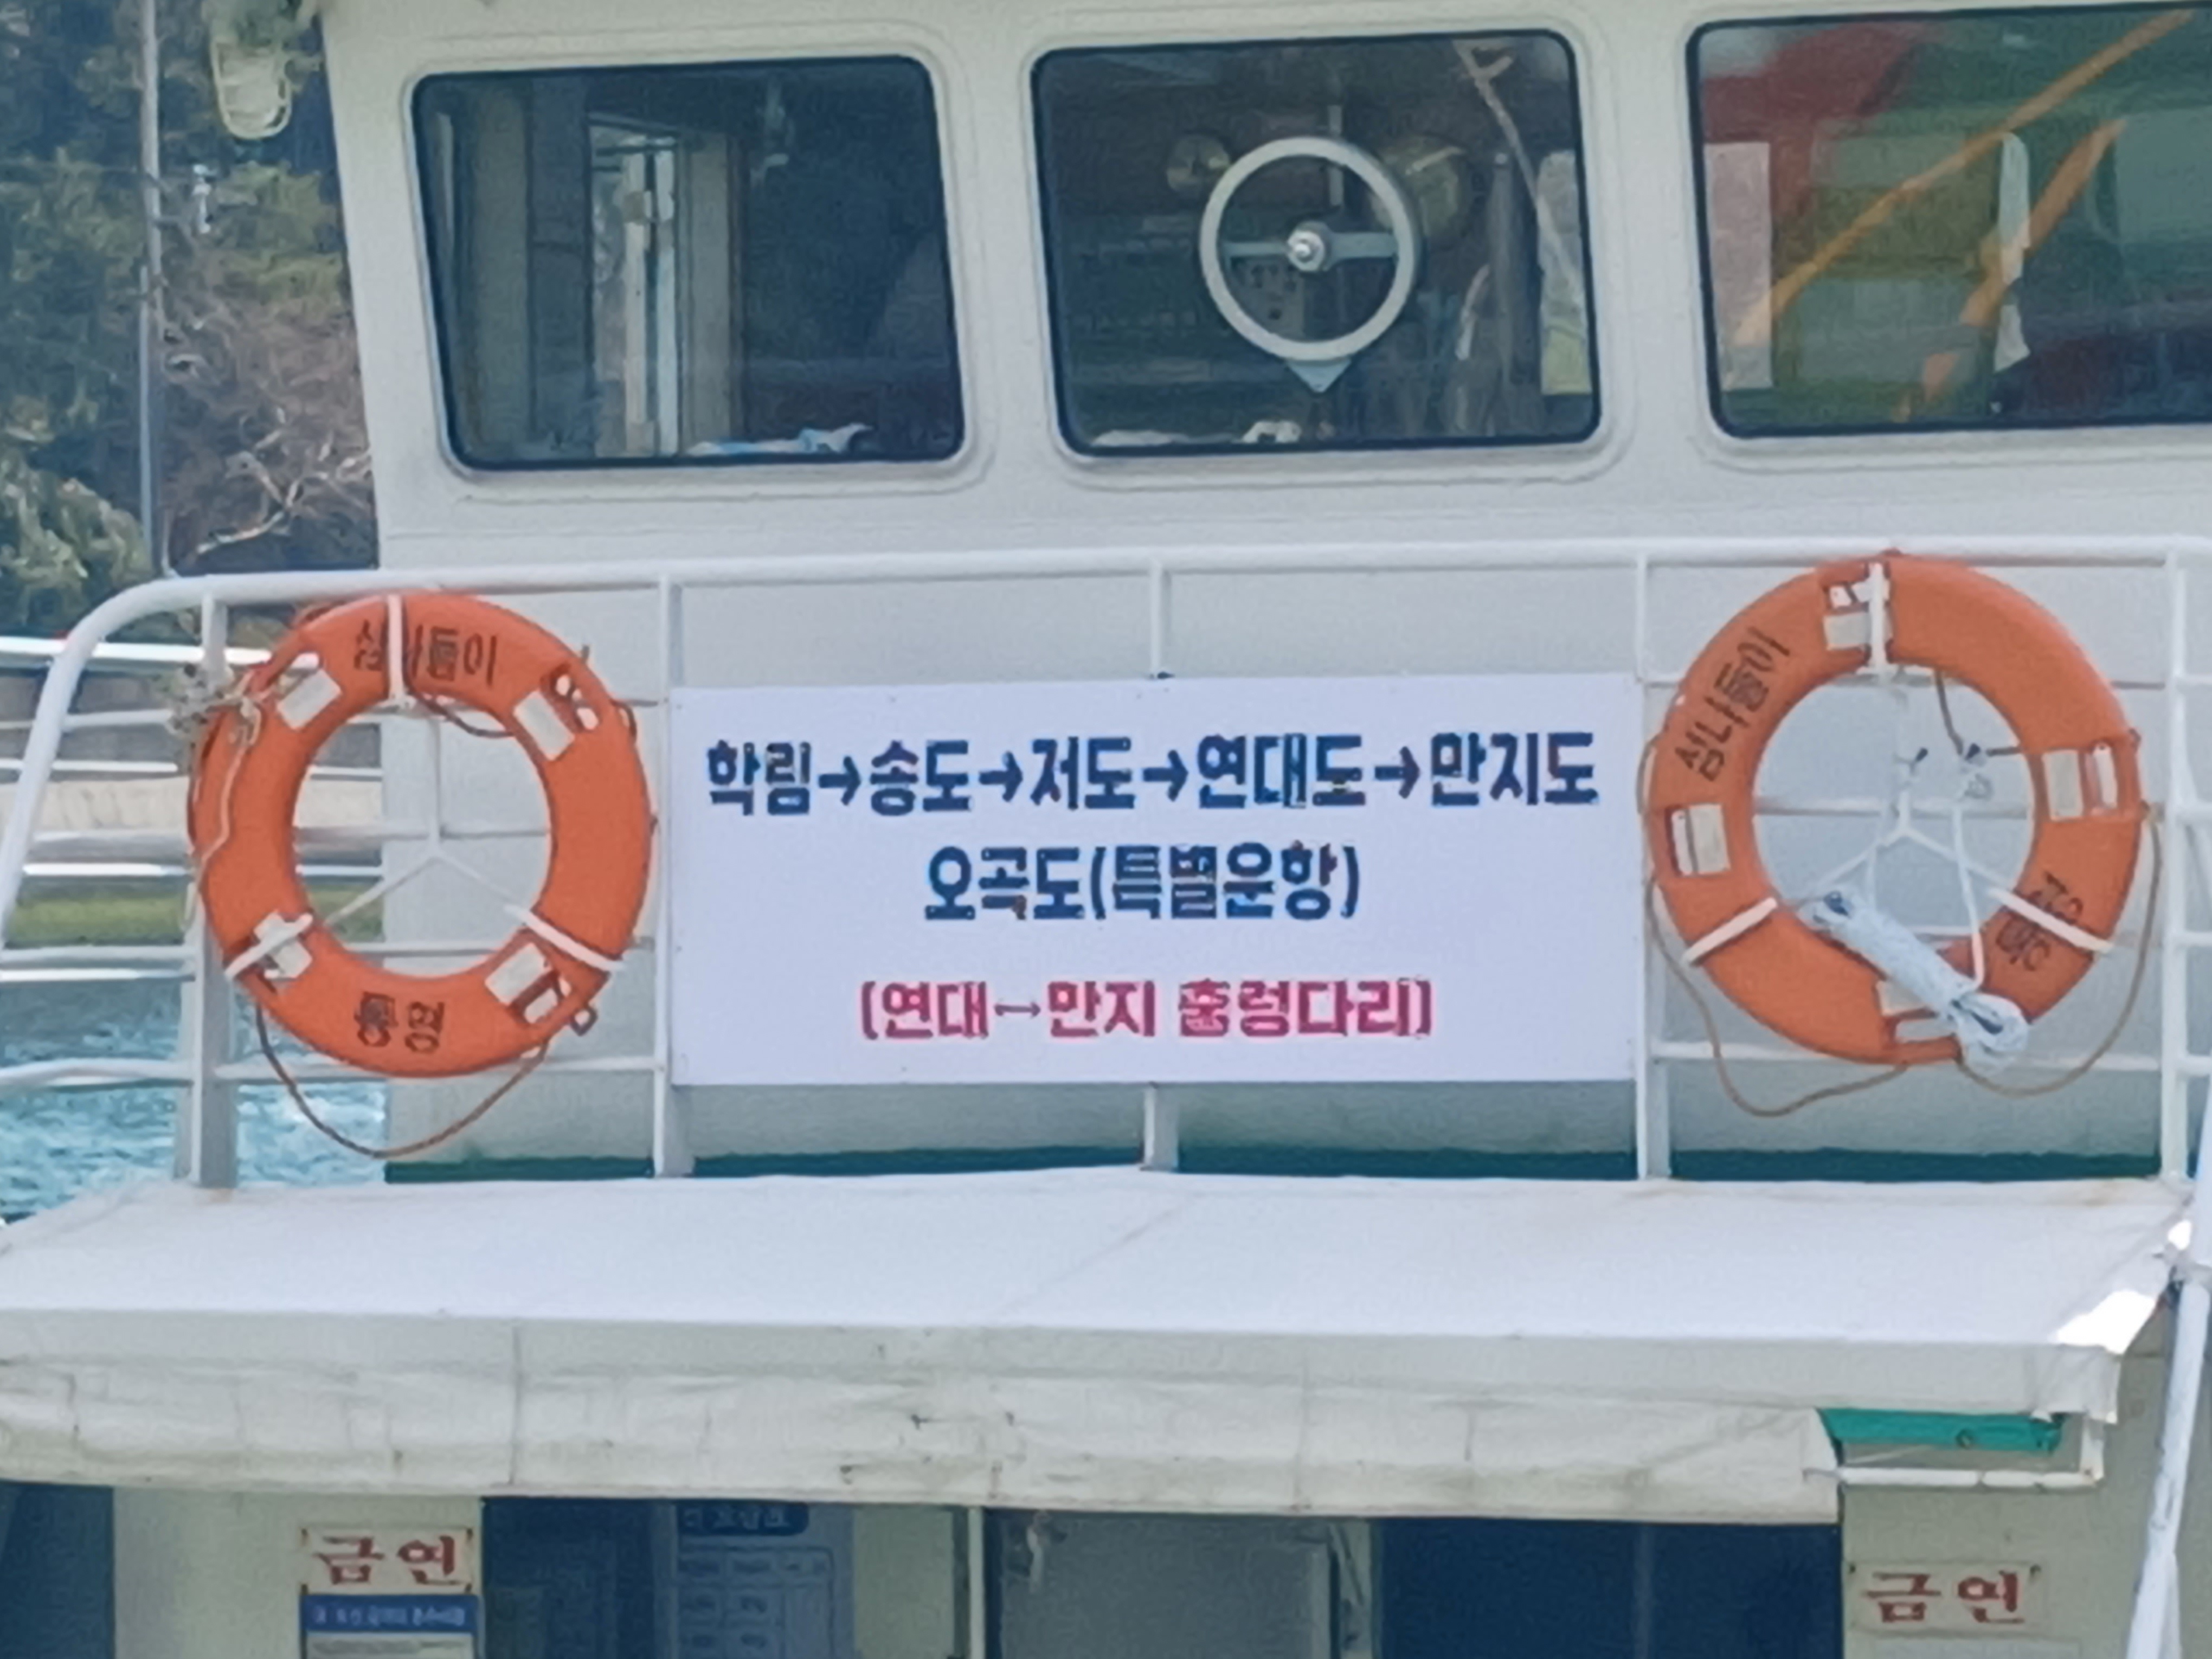 학림→송도→저도→연대도→만지도
오곡도(특별운항)
(연대↔만지 출렁다리)
섬나들이
섬나들이
통영
금연
금연